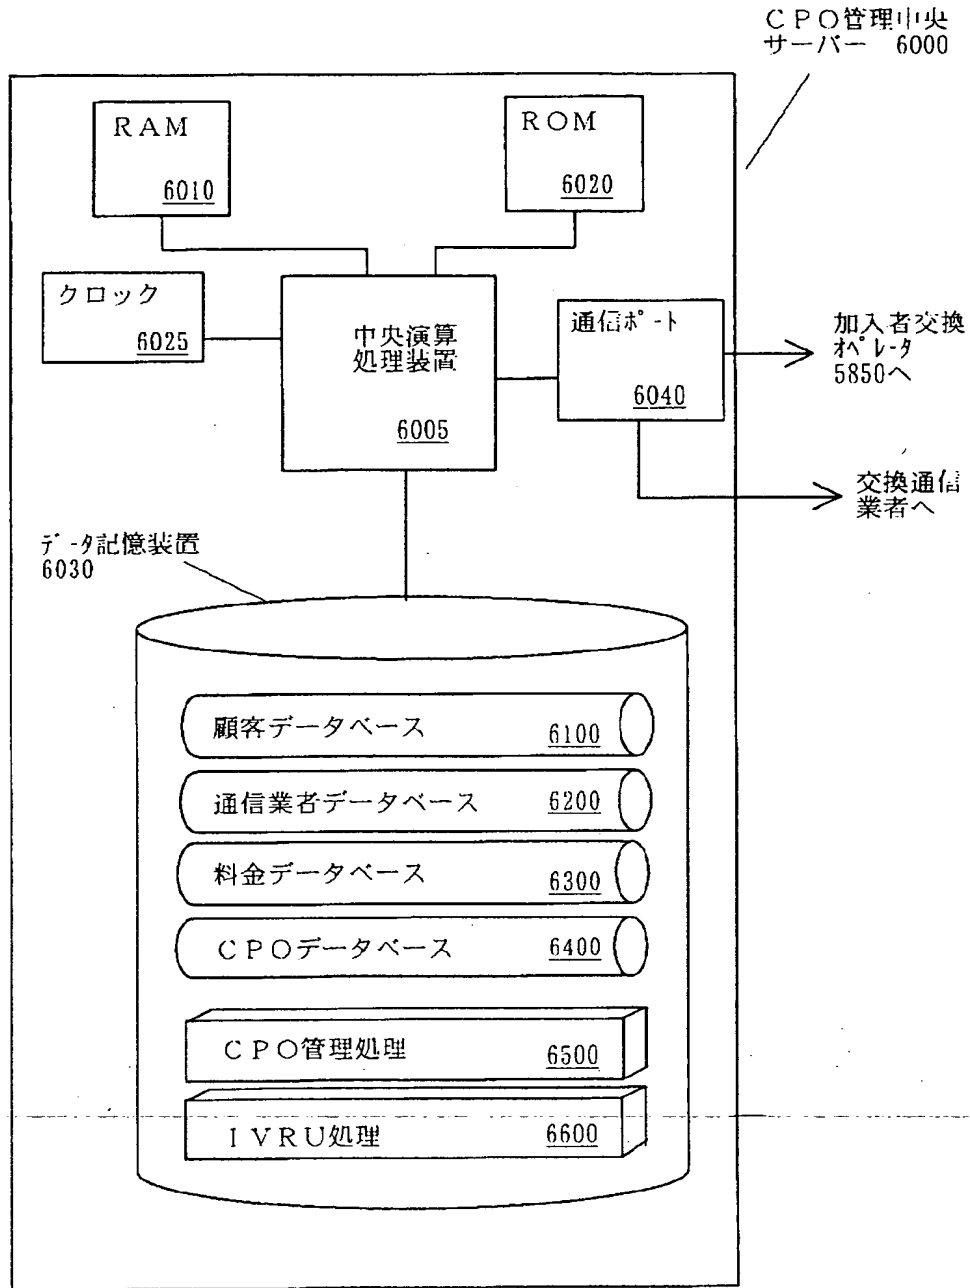 ＣＰＯ管理中央
サーバー 6000
ＲＡＭ
6010
ＲＯＭ
6020
クロック
6025
中央演算
処理装置
6005
通信ﾎﾟｰﾄ
6040
加入者交換
ｵﾍﾟﾚｰﾀ
5850へ
交換通信
業者へ
ﾃﾞｰﾀ記憶装置
6030
顧客データベース 6100
通信業者データベース 6200
料金データベース 6300
ＣＰＯデータベース 6400
ＣＰＯ管理処理 6500
ＩＶＲＵ処理 6600